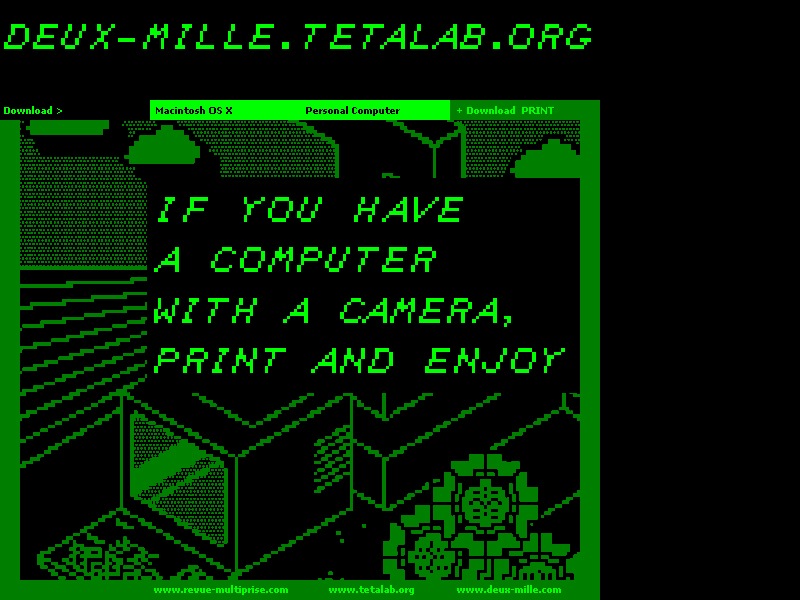 DEUX-MILLE.TETALAB.ORG
Download > Macintosh OS X Personal Computer + Download PRINT
IF YOU HAVE
A COMPUTER
WITH A CAMERA,
PRINT AND ENJOY
www.revue-multiprise.com www.tetalab.org www.deux-mille.com